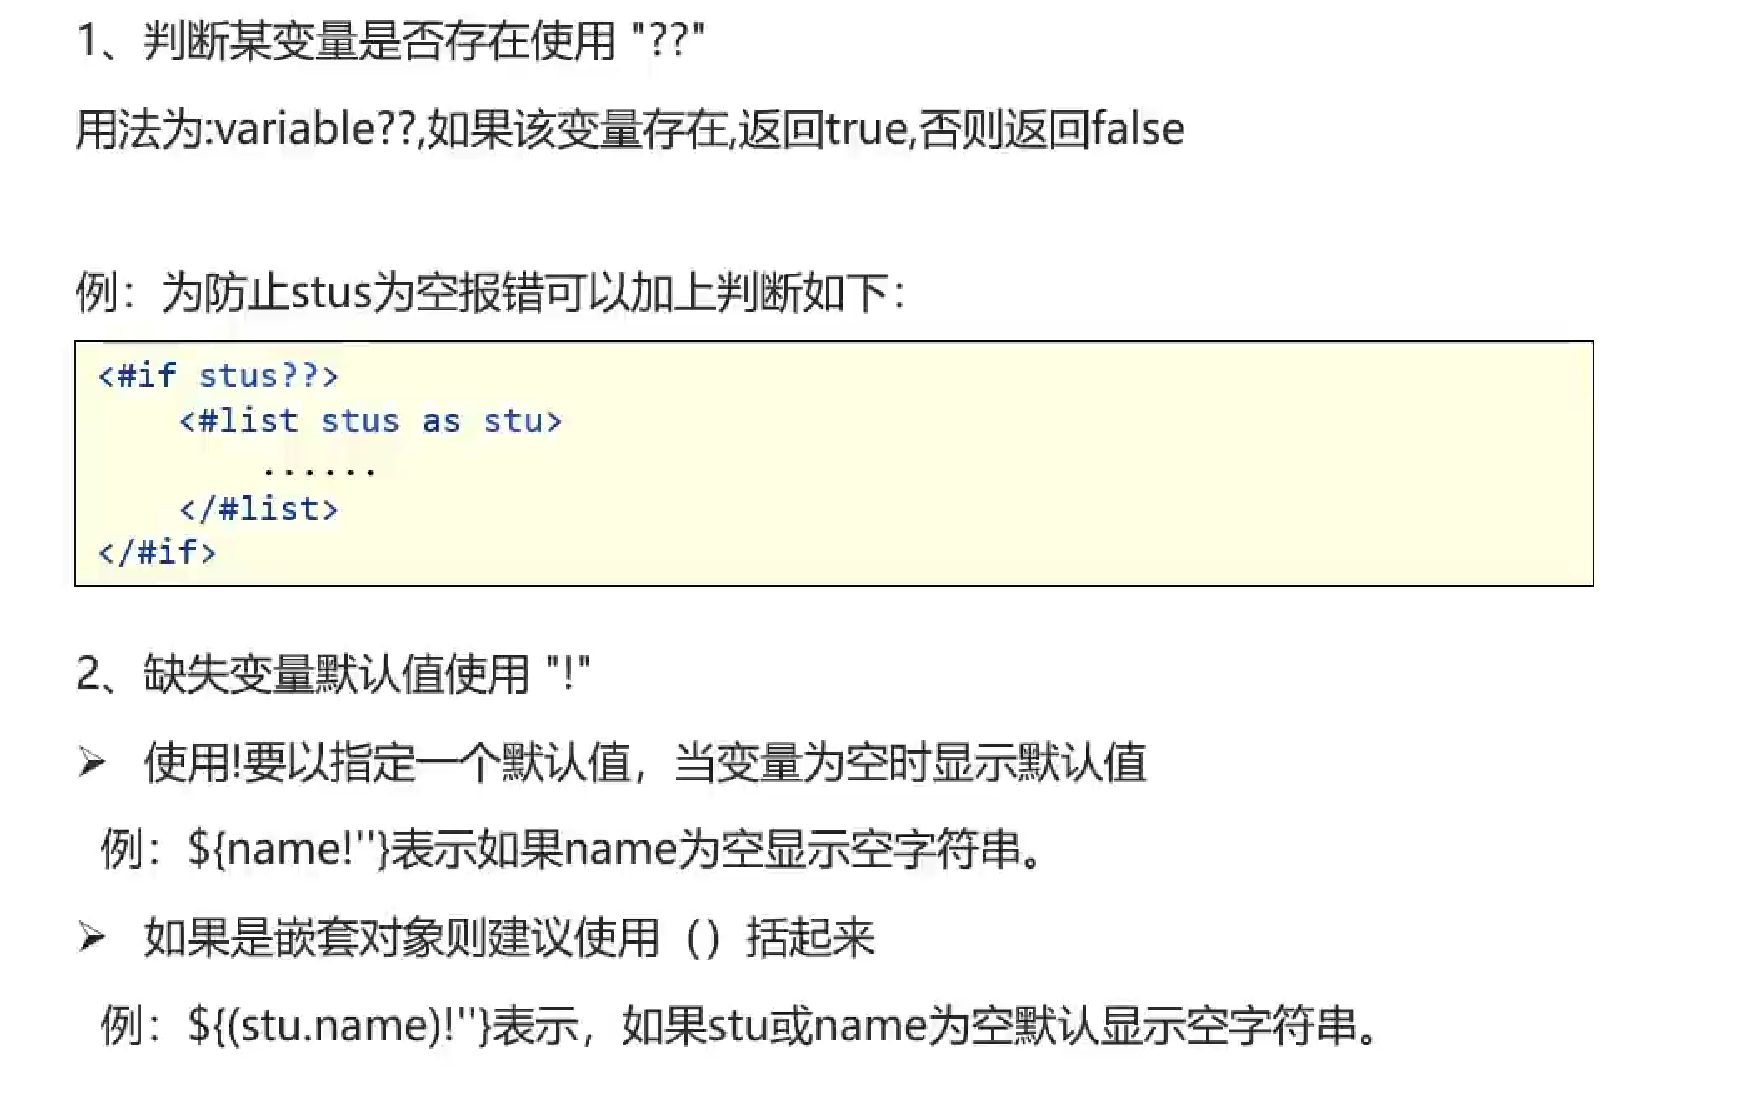 1、判断某变量是否存在使用 "??"
用法为:variable??,如果该变量存在,返回true,否则返回false
例：为防止stus为空报错可以加上判断如下：
<#if stus??>
<#list stus as stu>
......
</#list>
</#if>
2、缺失变量默认值使用 "!"
➢ 使用!要以指定一个默认值，当变量为空时显示默认值
例：${name!''}表示如果name为空显示空字符串。
➢ 如果是嵌套对象则建议使用（）括起来
例：${(stu.name)!''}表示，如果stu或name为空默认显示空字符串。